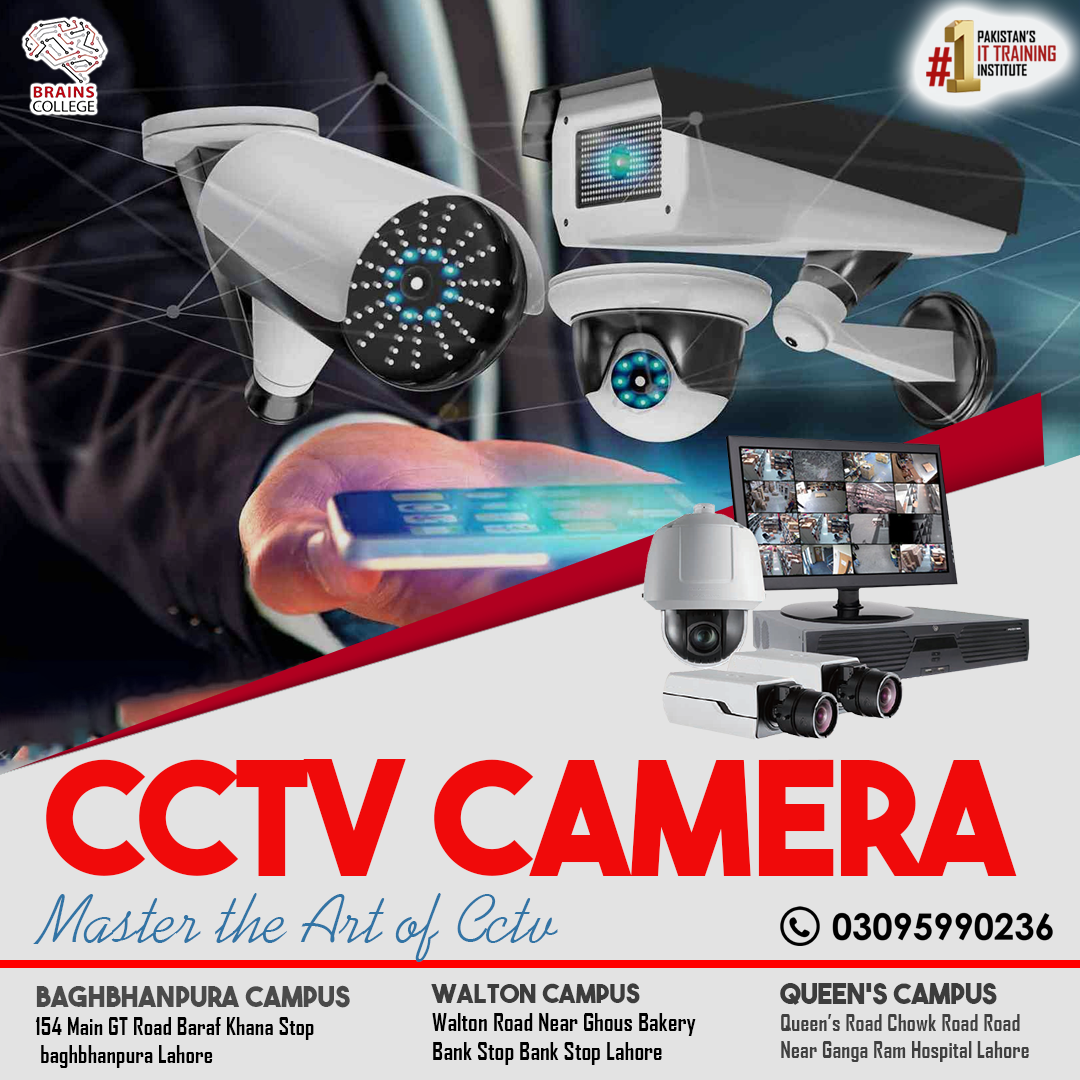 BRAINS
COLLEGE
#1 PAKISTAN'S
IT TRAINING
INSTITUTE
CCTV CAMERA
Master the Art of Cctv
03095990236
BAGHBHANPURA CAMPUS
154 Main GT Road Baraf Khana Stop
baghbhanpura Lahore
WALTON CAMPUS
Walton Road Near Ghous Bakery
Bank Stop Bank Stop Lahore
QUEEN'S CAMPUS
Queen's Road Chowk Road Road
Near Ganga Ram Hospital Lahore